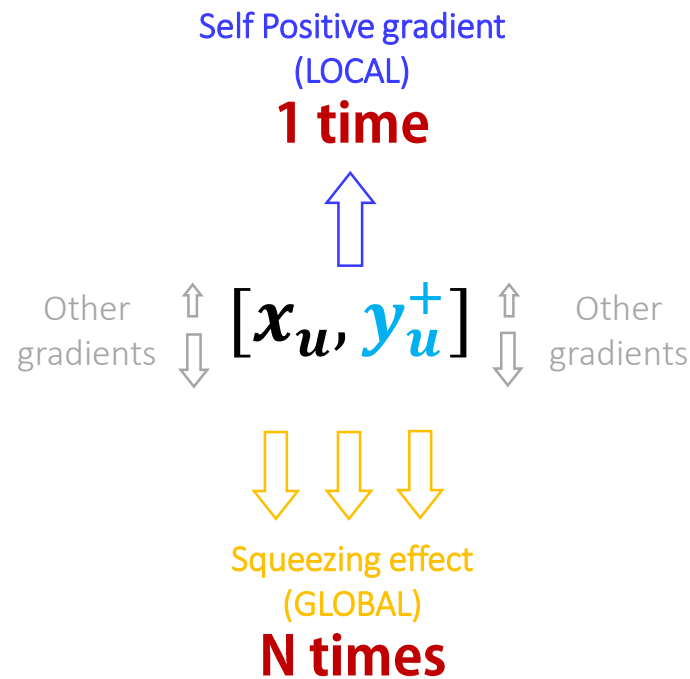 Self Positive gradient
(LOCAL)
1 time
Other
gradients
[x_u, y_u^+]
Other
gradients
Squeezing effect
(GLOBAL)
N times